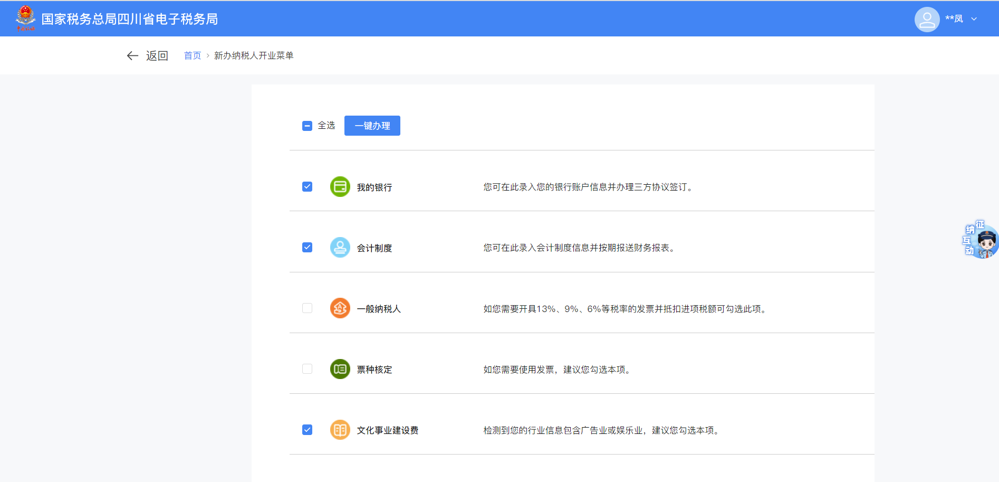 国家税务总局四川省电子税务局
**凤
返回 首页 > 新办纳税人开业菜单
全选 一键办理
我的银行 您可在此录入您的银行账户信息并办理三方协议签订。
会计制度 您可在此录入会计制度信息并按期报送财务报表。
一般纳税人 如您需要开具13%、9%、6%等税率的发票并抵扣进项税额可勾选此项。
票种核定 如您需要使用发票，建议您勾选本项。
文化事业建设费 检测到您的行业信息包含广告业或娱乐业，建议您勾选本项。
征纳互动